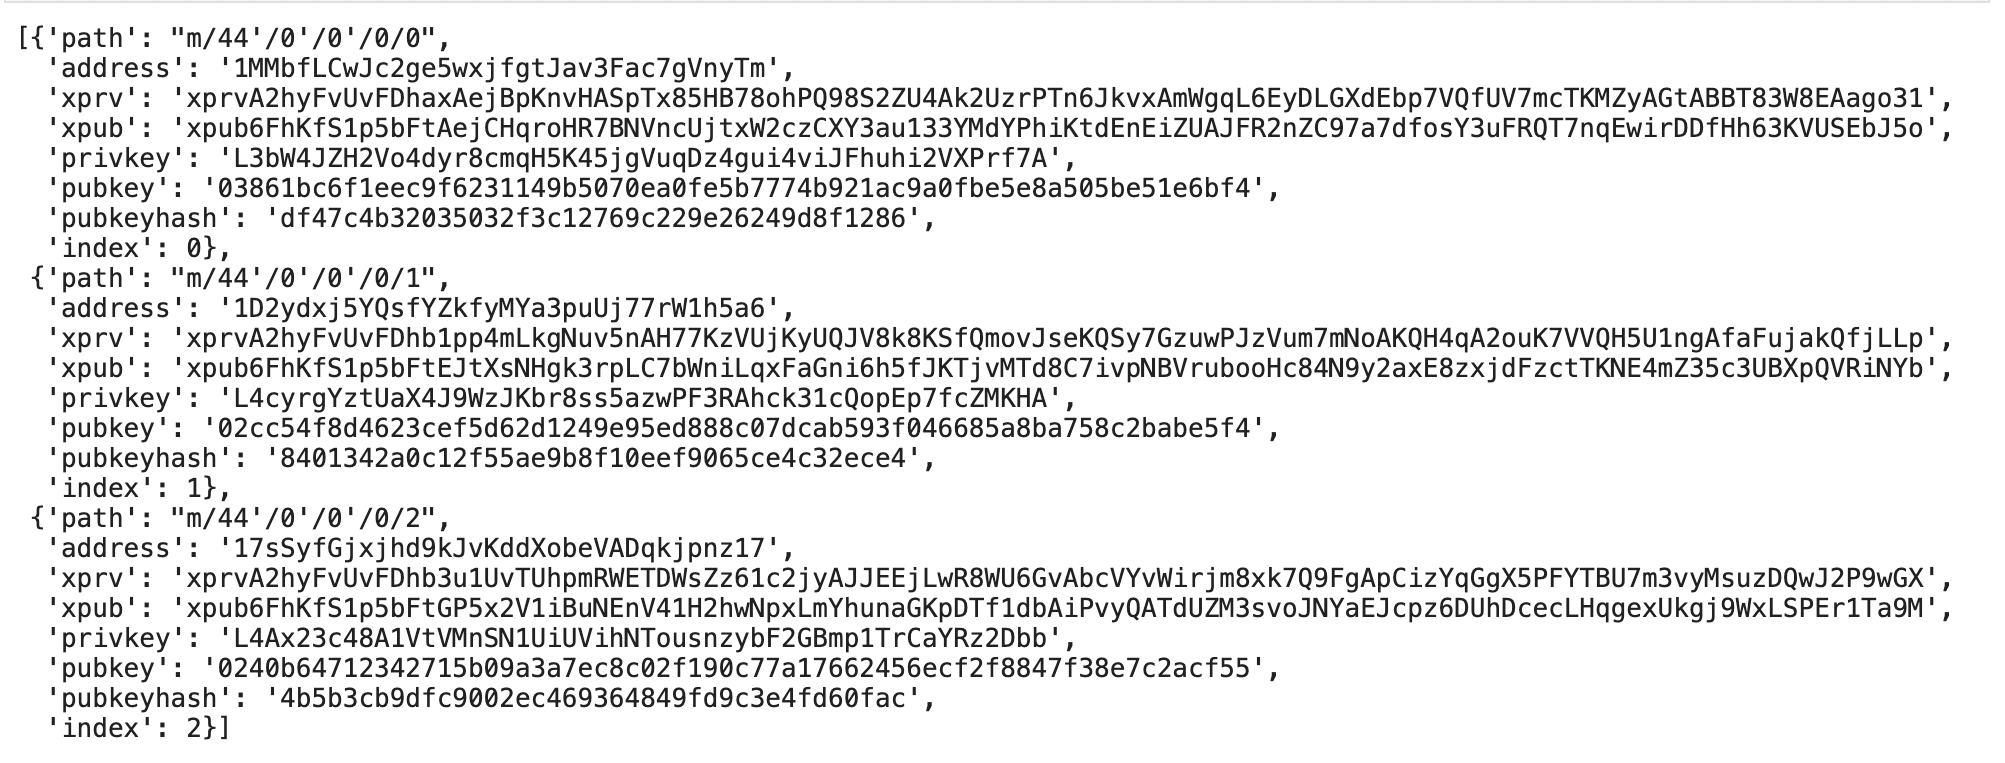 [{'path': "m/44'/0'/0'/0/0",
'address': '1MMbfLCwJc2ge5wxjfgtJav3Fac7gVnyTm',
'xprv': 'xprvA2hyFvUvFDhaxAejBpKnvHASpTx85HB78ohPQ98S2ZU4Ak2UzrPTn6JkvxAmWgqL6EyDLGXdEbp7VQfUV7mcTKMZyAGtABBT83W8EAago31',
'xpub': 'xpub6FhKfS1p5bFtAejCHqroHR7BNVncUjtxW2czCXY3au133YMdYPhiKtdEnEiZUAJFR2nZC97a7dfosY3uFRQT7nqEwirDDfHh63KVUSEbJ5o',
'privkey': 'L3bW4JZH2Vo4dyr8cmqH5K45jgVuqDz4gui4viJFhuhi2VXPrf7A',
'pubkey': '03861bc6f1eec9f6231149b5070ea0fe5b7774b921ac9a0fbe5e8a505be51e6bf4',
'pubkeyhash': 'df47c4b32035032f3c12769c229e26249d8f1286',
'index': 0},
{'path': "m/44'/0'/0'/0/1",
'address': '1D2ydxj5YQsfYZkfyMYa3puUj77rW1h5a6',
'xprv': 'xprvA2hyFvUvFDhb1pp4mLkgNuv5nAH77KzVUjKyUQJV8k8KSfQmovJseKQSy7GzuwPJzVum7mNoAKQH4qA2ouK7VVQH5U1ngAfaFujakQfjLLp',
'xpub': 'xpub6FhKfS1p5bFtEJtXsNHgk3rpLC7bWniLqxFaGni6h5fJKTjvMTd8C7ivpNBVrubooHc84N9y2axE8zxjdFzctTKNE4mZ35c3UBXpQVRiNYb',
'privkey': 'L4cyrgYztUaX4J9WzJKbr8ss5azwPF3RAhck31cQopEp7fcZMKHA',
'pubkey': '02cc54f8d4623cef5d62d1249e95ed888c07dcab593f046685a8ba758c2babe5f4',
'pubkeyhash': '8401342a0c12f55ae9b8f10eef9065ce4c32ece4',
'index': 1},
{'path': "m/44'/0'/0'/0/2",
'address': '17sSyfGjxjhd9kJvKddXobeVADqkjpnz17',
'xprv': 'xprvA2hyFvUvFDhb3u1UvTUhpmRWETDWsZz61c2jyAJJEEjLwR8WU6GvAbcVYvWirjm8xk7Q9FgApCizYqGgX5PFYTBU7m3vyMsuzDQwJ2P9wGX',
'xpub': 'xpub6FhKfS1p5bFtGP5x2V1iBuNEnV41H2hwNpxLmYhunaGKpDTf1dbAiPvyQATdUZM3svoJNYaEJcpz6DUhDcecLHqgexUkgj9WxLSPEr1Ta9M',
'privkey': 'L4Ax23c48A1VtVMnSN1UiUVihNTousnzybF2GBmp1TrCaYRz2Dbb',
'pubkey': '0240b64712342715b09a3a7ec8c02f190c77a17662456ecf2f8847f38e7c2acf55',
'pubkeyhash': '4b5b3cb9dfc9002ec469364849fd9c3e4fd60fac',
'index': 2}]